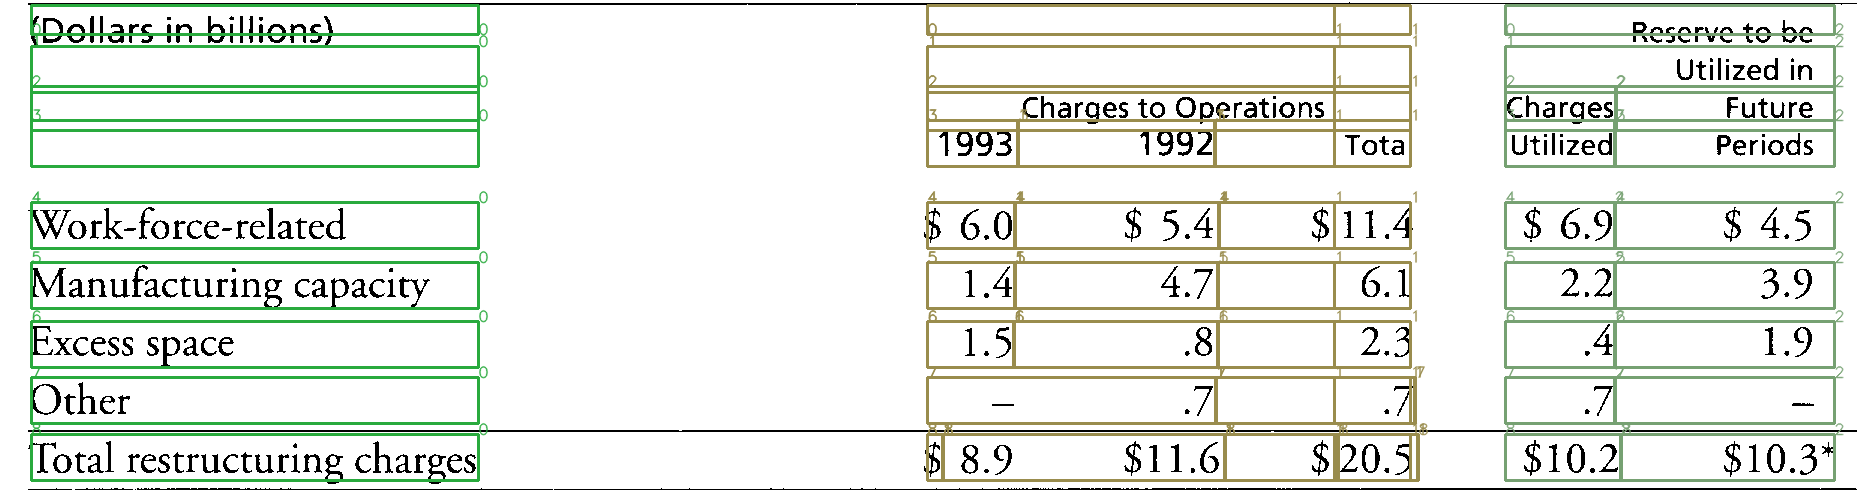 (Dollars in billions) Reserve to be
Utilized in
Charges to Operations Charges Future
1993 1992 Tota Utilized Periods
Work-force-related $ 6.0 $ 5.4 $ 11.4 $ 6.9 $ 4.5
Manufacturing capacity 1.4 4.7 6.1 2.2 3.9
Excess space 1.5 .8 2.3 .4 1.9
Other – .7 .7 .7 –
Total restructuring charges $ 8.9 $11.6 $20.5 $10.2 $10.3*